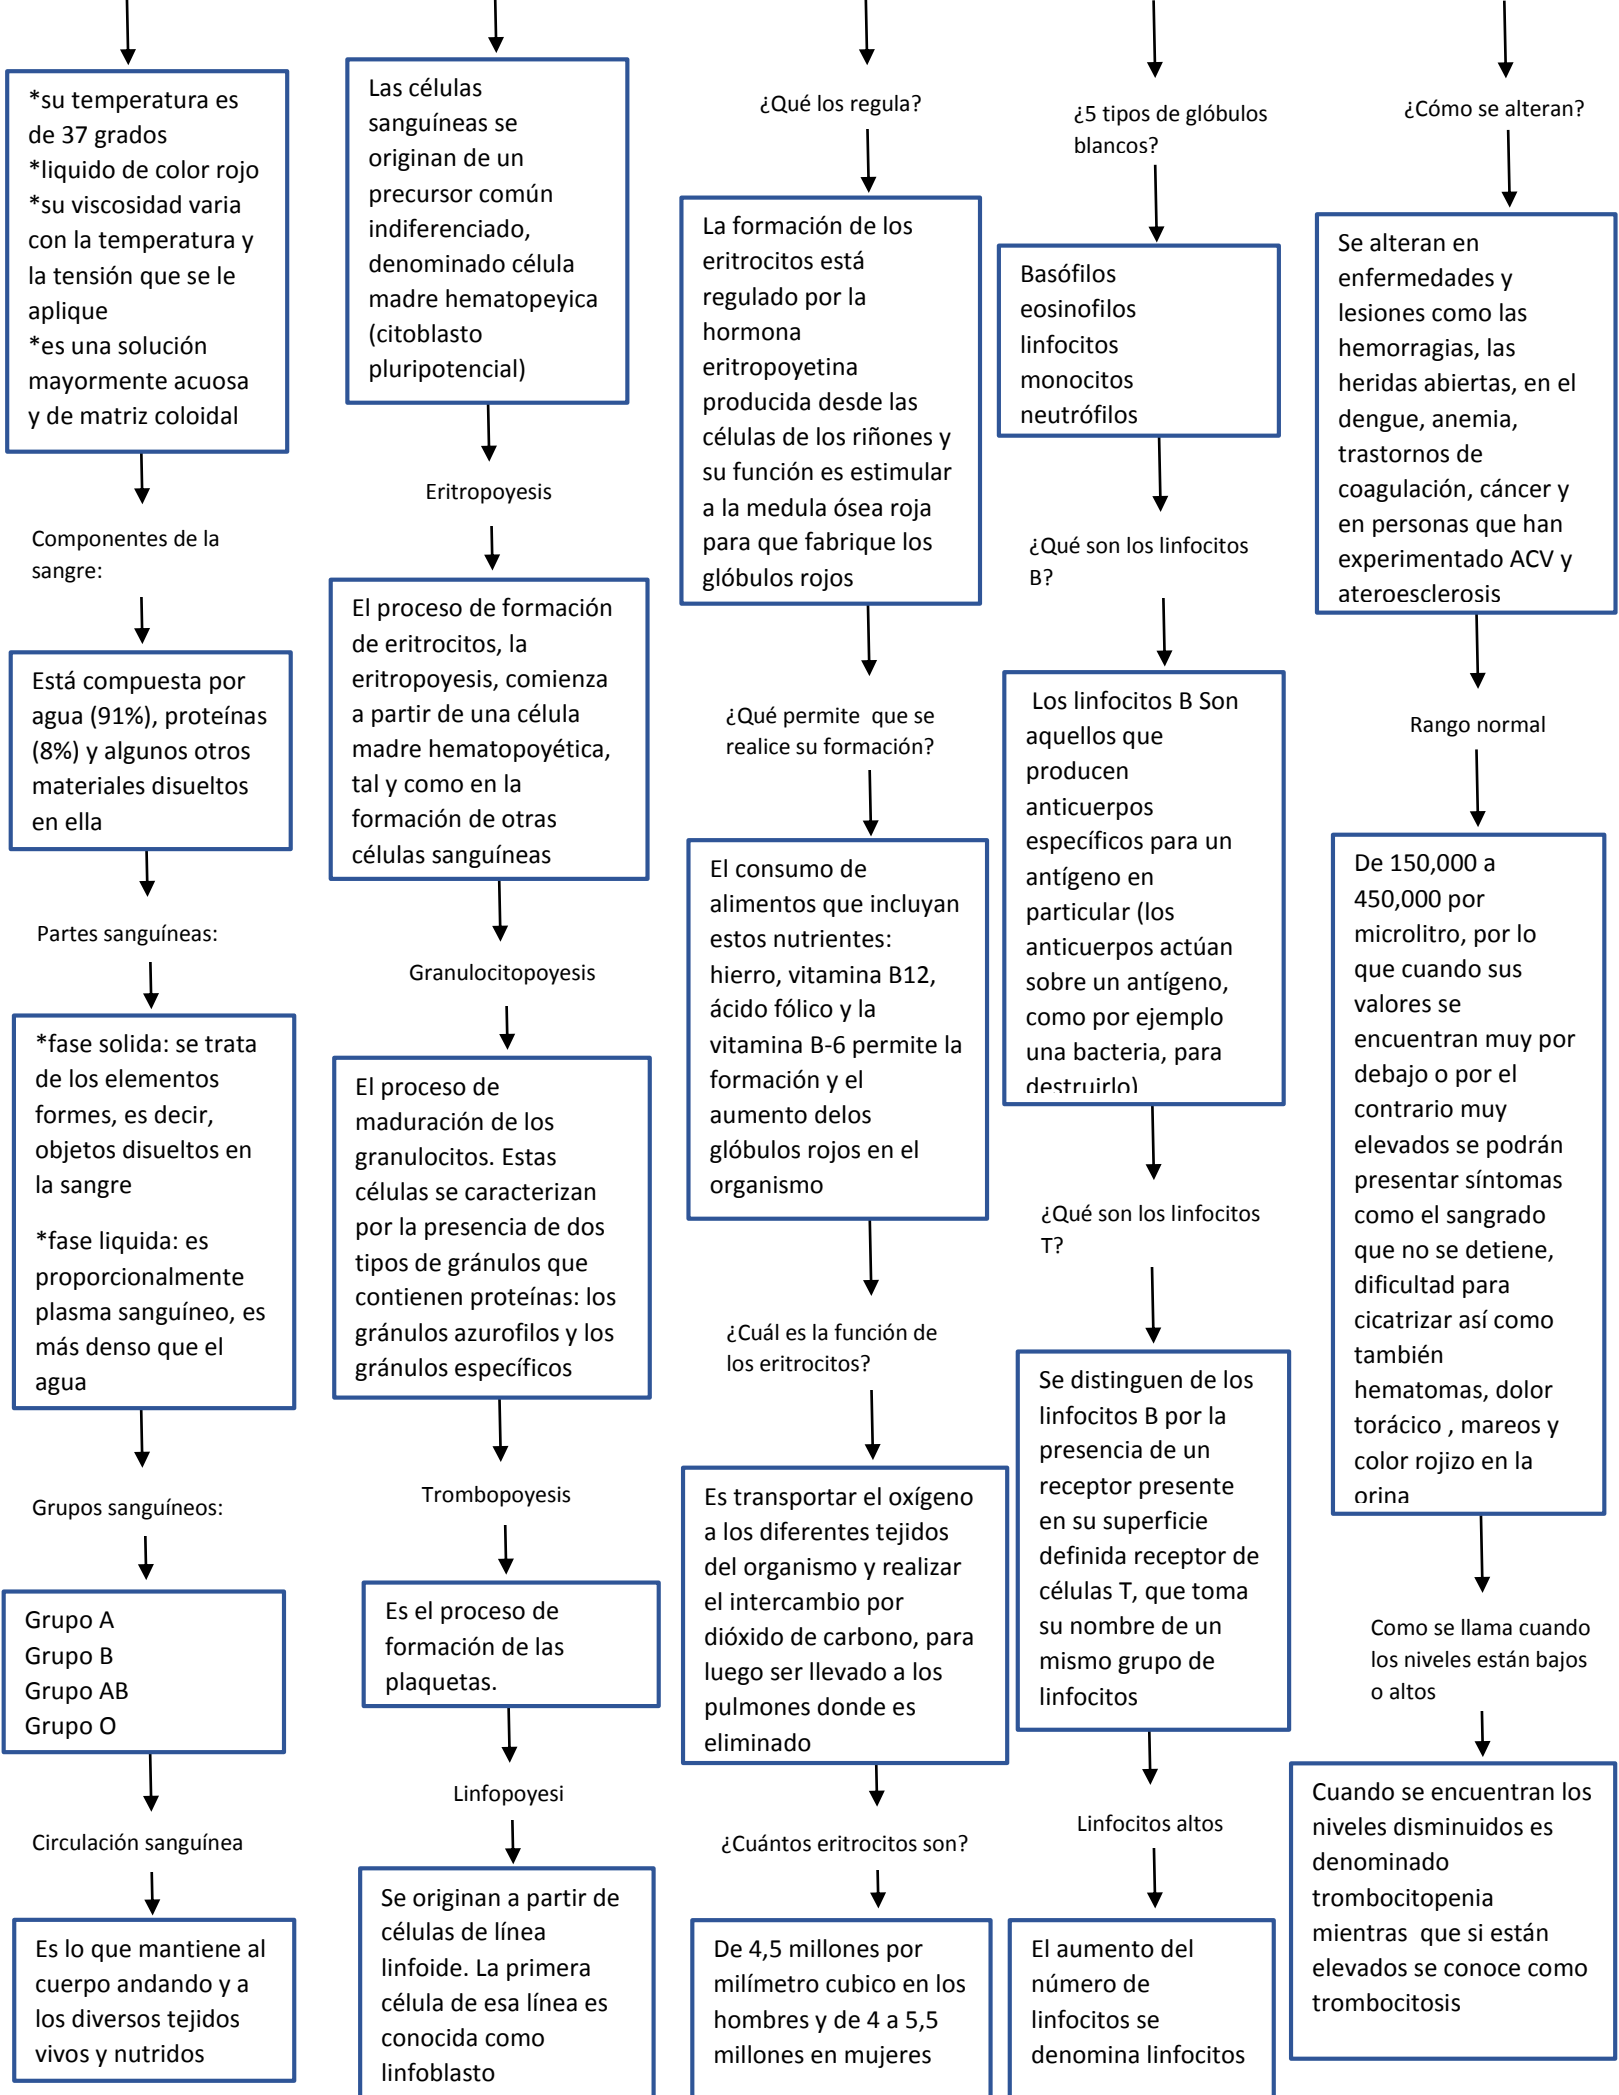 *su temperatura es
de 37 grados
*liquido de color rojo
*su viscosidad varia
con la temperatura y
la tensión que se le
aplique
*es una solución
mayormente acuosa
y de matriz coloidal
Componentes de la
sangre:
Está compuesta por
agua (91%), proteínas
(8%) y algunos otros
materiales disueltos
en ella
Partes sanguíneas:
*fase solida: se trata
de los elementos
formes, es decir,
objetos disueltos en
la sangre
*fase liquida: es
proporcionalmente
plasma sanguíneo, es
más denso que el
agua
Grupos sanguíneos:
Grupo A
Grupo B
Grupo AB
Grupo O
Circulación sanguínea
Es lo que mantiene al
cuerpo andando y a
los diversos tejidos
vivos y nutridos
Las células
sanguíneas se
originan de un
precursor común
indiferenciado,
denominado célula
madre hematopeyica
(citoblasto
pluripotencial)
Eritropoyesis
El proceso de formación
de eritrocitos, la
eritropoyesis, comienza
a partir de una célula
madre hematopoyética,
tal y como en la
formación de otras
células sanguíneas
Granulocitopoyesis
El proceso de
maduración de los
granulocitos. Estas
células se caracterizan
por la presencia de dos
tipos de gránulos que
contienen proteínas: los
gránulos azurofilos y los
gránulos específicos
Trombopoyesis
Es el proceso de
formación de las
plaquetas.
Linfopoyesi
Se originan a partir de
células de línea
linfoide. La primera
célula de esa línea es
conocida como
linfoblasto
¿Qué los regula?
La formación de los
eritrocitos está
regulado por la
hormona
eritropoyetina
producida desde las
células de los riñones y
su función es estimular
a la medula ósea roja
para que fabrique los
glóbulos rojos
¿Qué permite  que se
realice su formación?
El consumo de
alimentos que incluyan
estos nutrientes:
hierro, vitamina B12,
ácido fólico y la
vitamina B-6 permite la
formación y el
aumento delos
glóbulos rojos en el
organismo
¿Cuál es la función de
los eritrocitos?
Es transportar el oxígeno
a los diferentes tejidos
del organismo y realizar
el intercambio por
dióxido de carbono, para
luego ser llevado a los
pulmones donde es
eliminado
¿Cuántos eritrocitos son?
De 4,5 millones por
milímetro cubico en los
hombres y de 4 a 5,5
millones en mujeres
¿5 tipos de glóbulos
blancos?
Basófilos
eosinofilos
linfocitos
monocitos
neutrófilos
¿Qué son los linfocitos
B?
Los linfocitos B Son
aquellos que
producen
anticuerpos
específicos para un
antígeno en
particular (los
anticuerpos actúan
sobre un antígeno,
como por ejemplo
una bacteria, para
destruirlo)
¿Qué son los linfocitos
T?
Se distinguen de los
linfocitos B por la
presencia de un
receptor presente
en su superficie
definida receptor de
células T, que toma
su nombre de un
mismo grupo de
linfocitos
Linfocitos altos
El aumento del
número de
linfocitos se
denomina linfocitos
¿Cómo se alteran?
Se alteran en
enfermedades y
lesiones como las
hemorragias, las
heridas abiertas, en el
dengue, anemia,
trastornos de
coagulación, cáncer y
en personas que han
experimentado ACV y
ateroesclerosis
Rango normal
De 150,000 a
450,000 por
microlitro, por lo
que cuando sus
valores se
encuentran muy por
debajo o por el
contrario muy
elevados se podrán
presentar síntomas
como el sangrado
que no se detiene,
dificultad para
cicatrizar así como
también
hematomas, dolor
torácico , mareos y
color rojizo en la
orina
Como se llama cuando
los niveles están bajos
o altos
Cuando se encuentran los
niveles disminuidos es
denominado
trombocitopenia
mientras  que si están
elevados se conoce como
trombocitosis